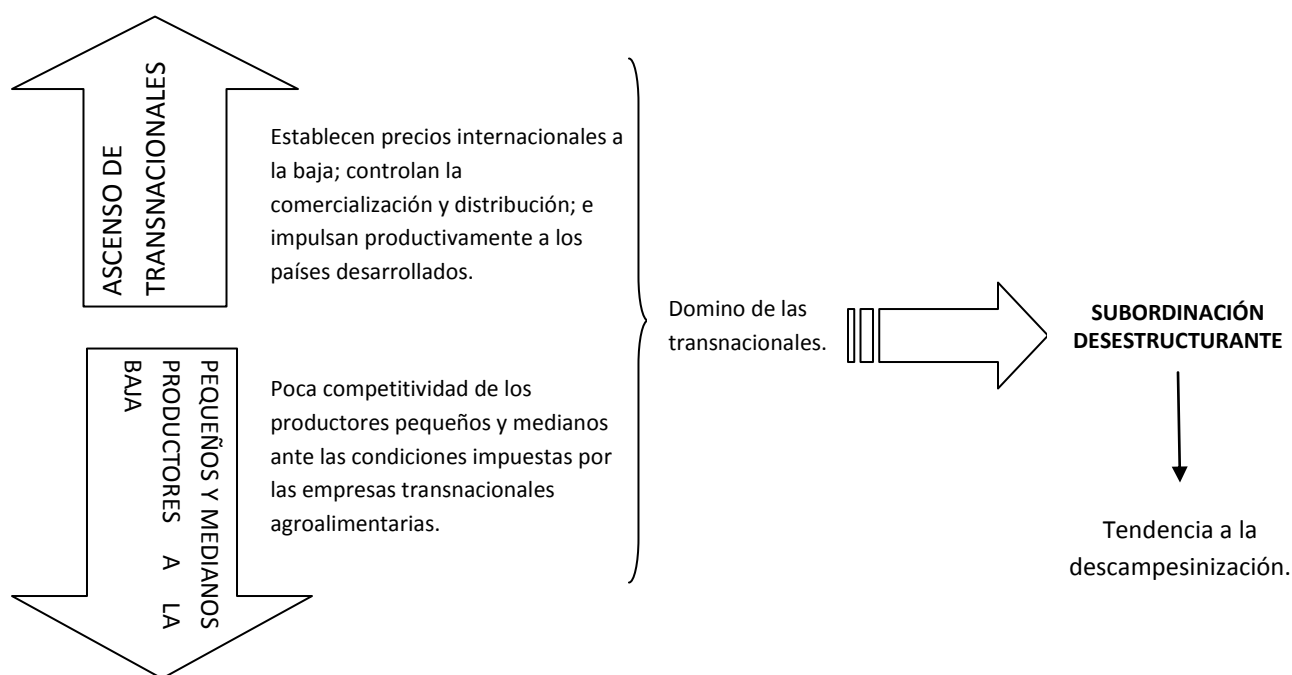 ASCENSO DE
TRANSNACIONALES
Establecen precios internacionales a
la baja; controlan la
comercialización y distribución; e
impulsan productivamente a los
países desarrollados.
PEQUEÑOS Y MEDIANOS
PRODUCTORES A LA
BAJA
Poca competitividad de los
productores pequeños y medianos
ante las condiciones impuestas por
las empresas transnacionales
agroalimentarias.
Domino de las
transnacionales.
SUBORDINACIÓN
DESESTRUCTURANTE
Tendencia a la
descampesinización.